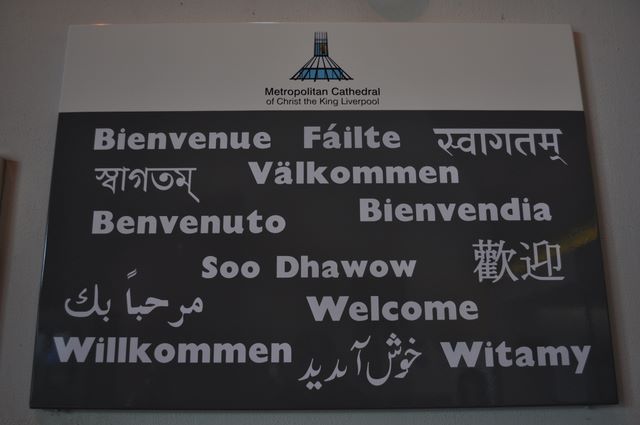 Metropolitan Cathedral
of Christ the King Liverpool
Bienvenue Fáilte स्वागतम्
স্বাগতম্ Välkommen
Benvenuto Bienvendia
Soo Dhawow 歡迎
مرحباً بك Welcome
Willkommen خوش آمدید Witamy